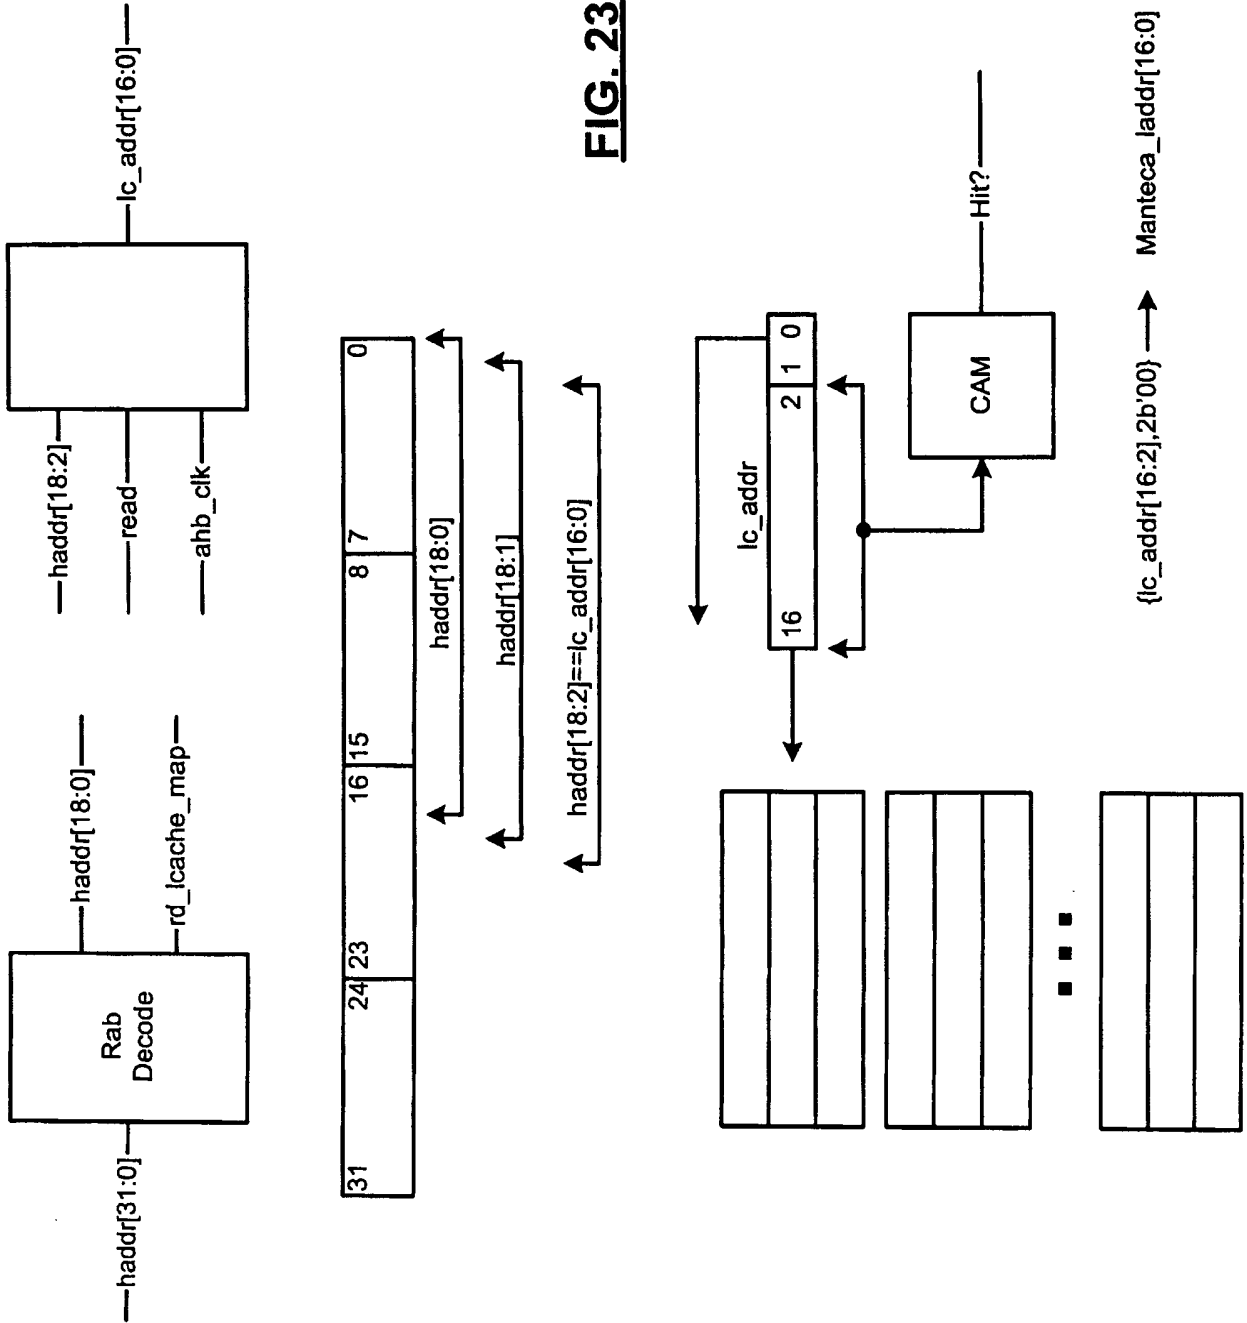 haddr[31:0]
Rab
Decode
haddr[18:0]
rd_lcache_map
haddr[18:2]
read
ahb_clk
lc_addr[16:0]
31 24 23 16 15 8 7 0
haddr[18:0]
haddr[18:1]
haddr[18:2]==lc_addr[16:0]
FIG. 23
lc_addr
16 2 1 0
CAM
Hit?
{lc_addr[16:2],2b'00} Manteca_laddr[16:0]